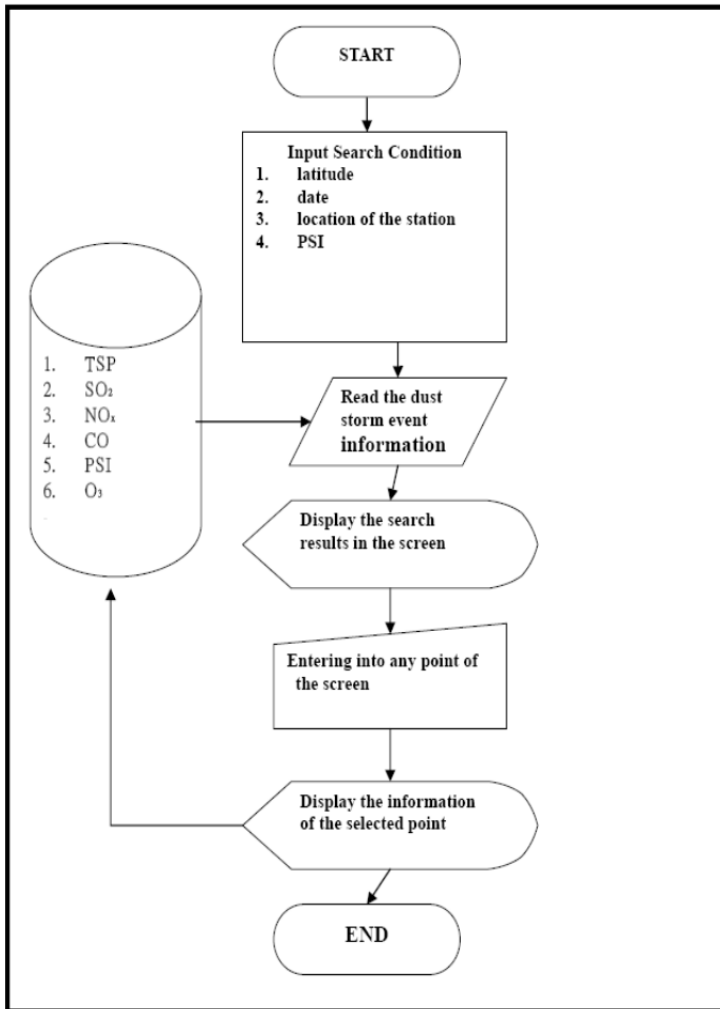 START
Input Search Condition
1. latitude
2. date
3. location of the station
4. PSI
1. TSP
2. SO₂
3. NOₓ
4. CO
5. PSI
6. O₃
Read the dust
storm event
information
Display the search
results in the screen
Entering into any point of
the screen
Display the information
of the selected point
END